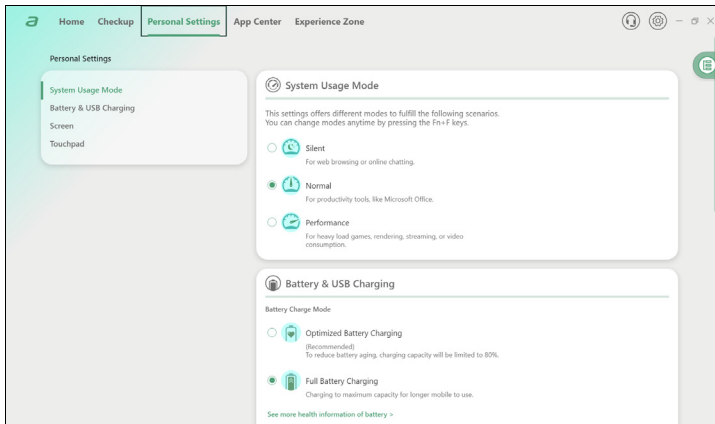 a
Home Checkup Personal Settings App Center Experience Zone
Personal Settings
System Usage Mode
Battery & USB Charging
Screen
Touchpad
System Usage Mode
This settings offers different modes to fulfill the following scenarios.
You can change modes anytime by pressing the Fn+F keys.
Silent
For web browsing or online chatting.
Normal
For productivity tools, like Microsoft Office.
Performance
For heavy load games, rendering, streaming, or video
consumption.
Battery & USB Charging
Battery Charge Mode
Optimized Battery Charging
(Recommended)
To reduce battery aging, charging capacity will be limited to 80%.
Full Battery Charging
Charging to maximum capacity for longer mobile to use.
See more health information of battery >